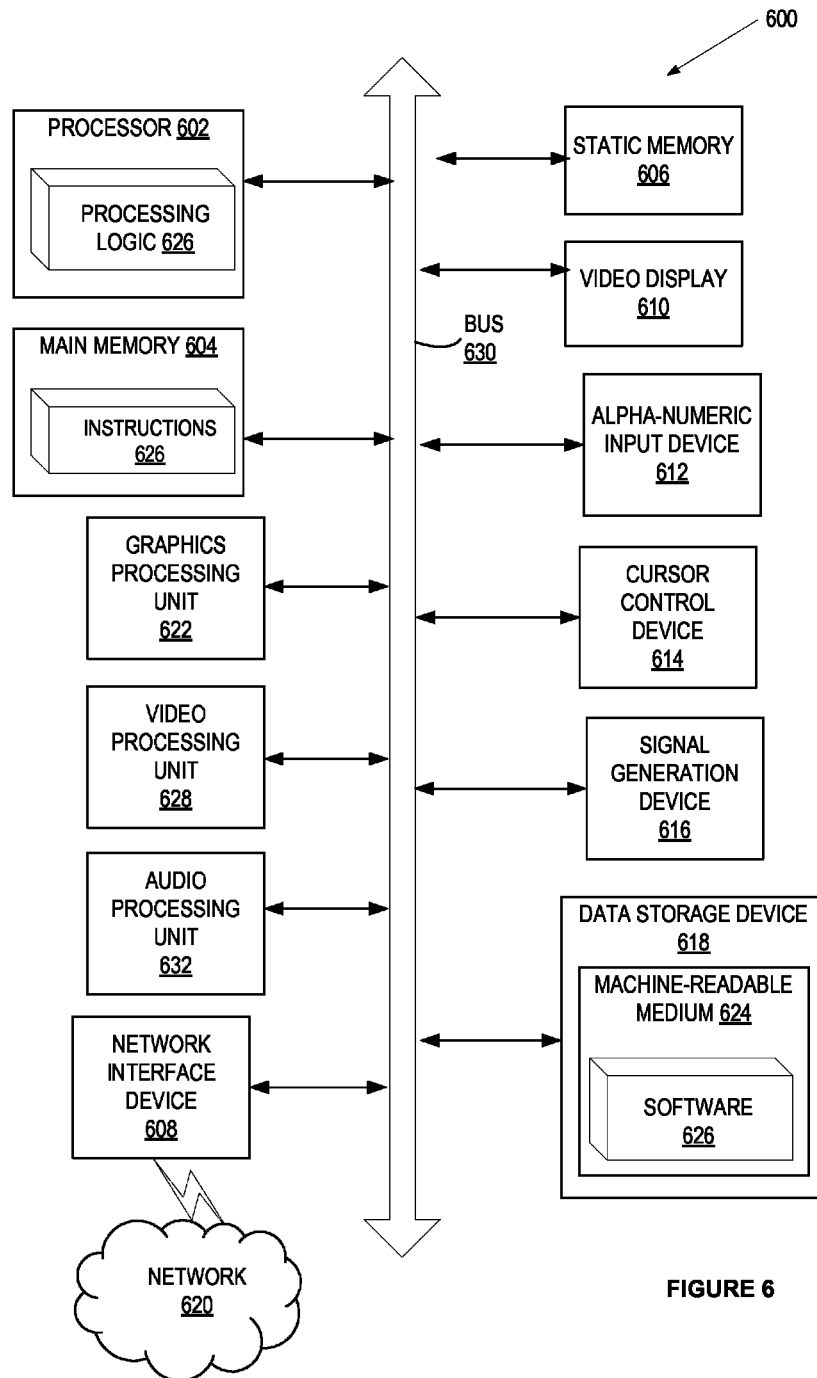 600
PROCESSOR 602
PROCESSING
LOGIC 626
MAIN MEMORY 604
INSTRUCTIONS
626
GRAPHICS
PROCESSING
UNIT
622
VIDEO
PROCESSING
UNIT
628
AUDIO
PROCESSING
UNIT
632
NETWORK
INTERFACE
DEVICE
608
NETWORK
620
BUS
630
STATIC MEMORY
606
VIDEO DISPLAY
610
ALPHA-NUMERIC
INPUT DEVICE
612
CURSOR
CONTROL
DEVICE
614
SIGNAL
GENERATION
DEVICE
616
DATA STORAGE DEVICE
618
MACHINE-READABLE
MEDIUM 624
SOFTWARE
626
FIGURE 6